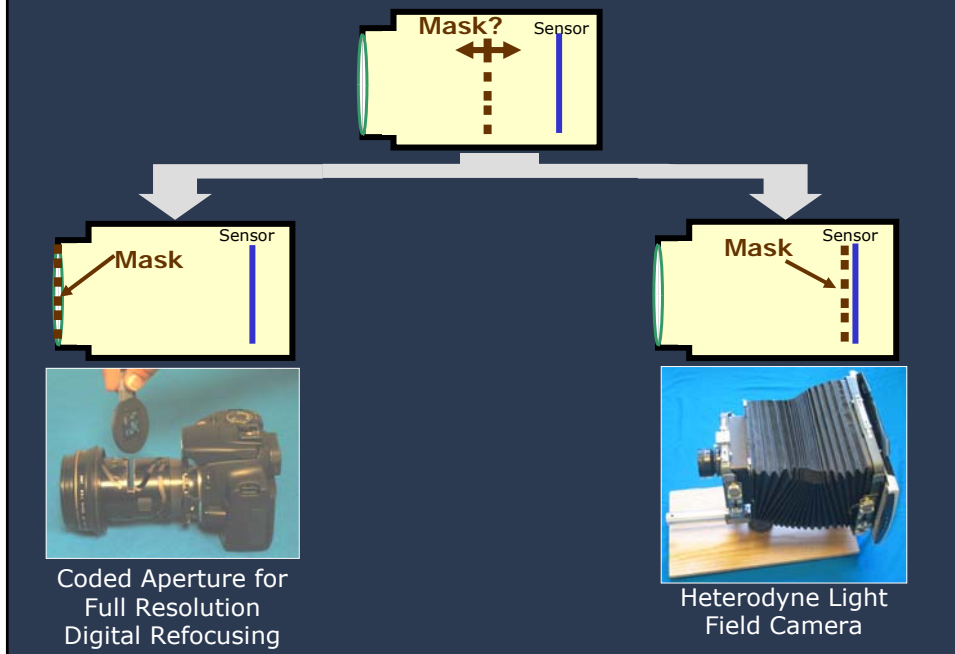 Mask?
Sensor
Sensor
Mask
Sensor
Mask
Coded Aperture for
Full Resolution
Digital Refocusing
Heterodyne Light
Field Camera